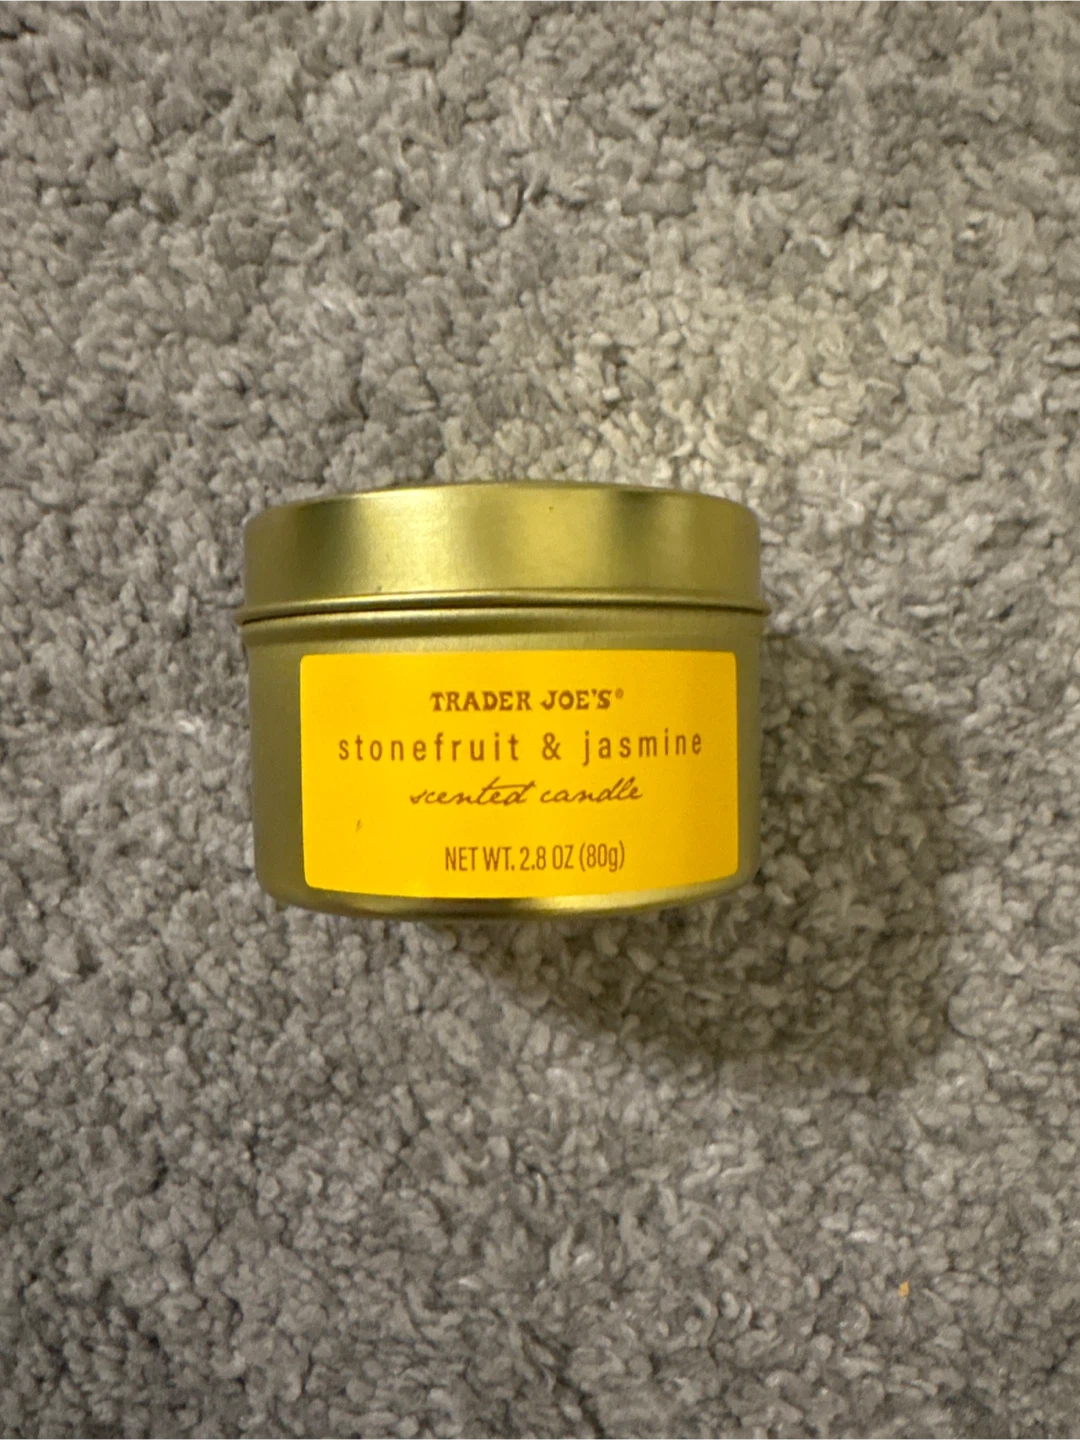 TRADER JOE'S®
stonefruit & jasmine
scented candle
NET WT. 2.8 OZ (80g)